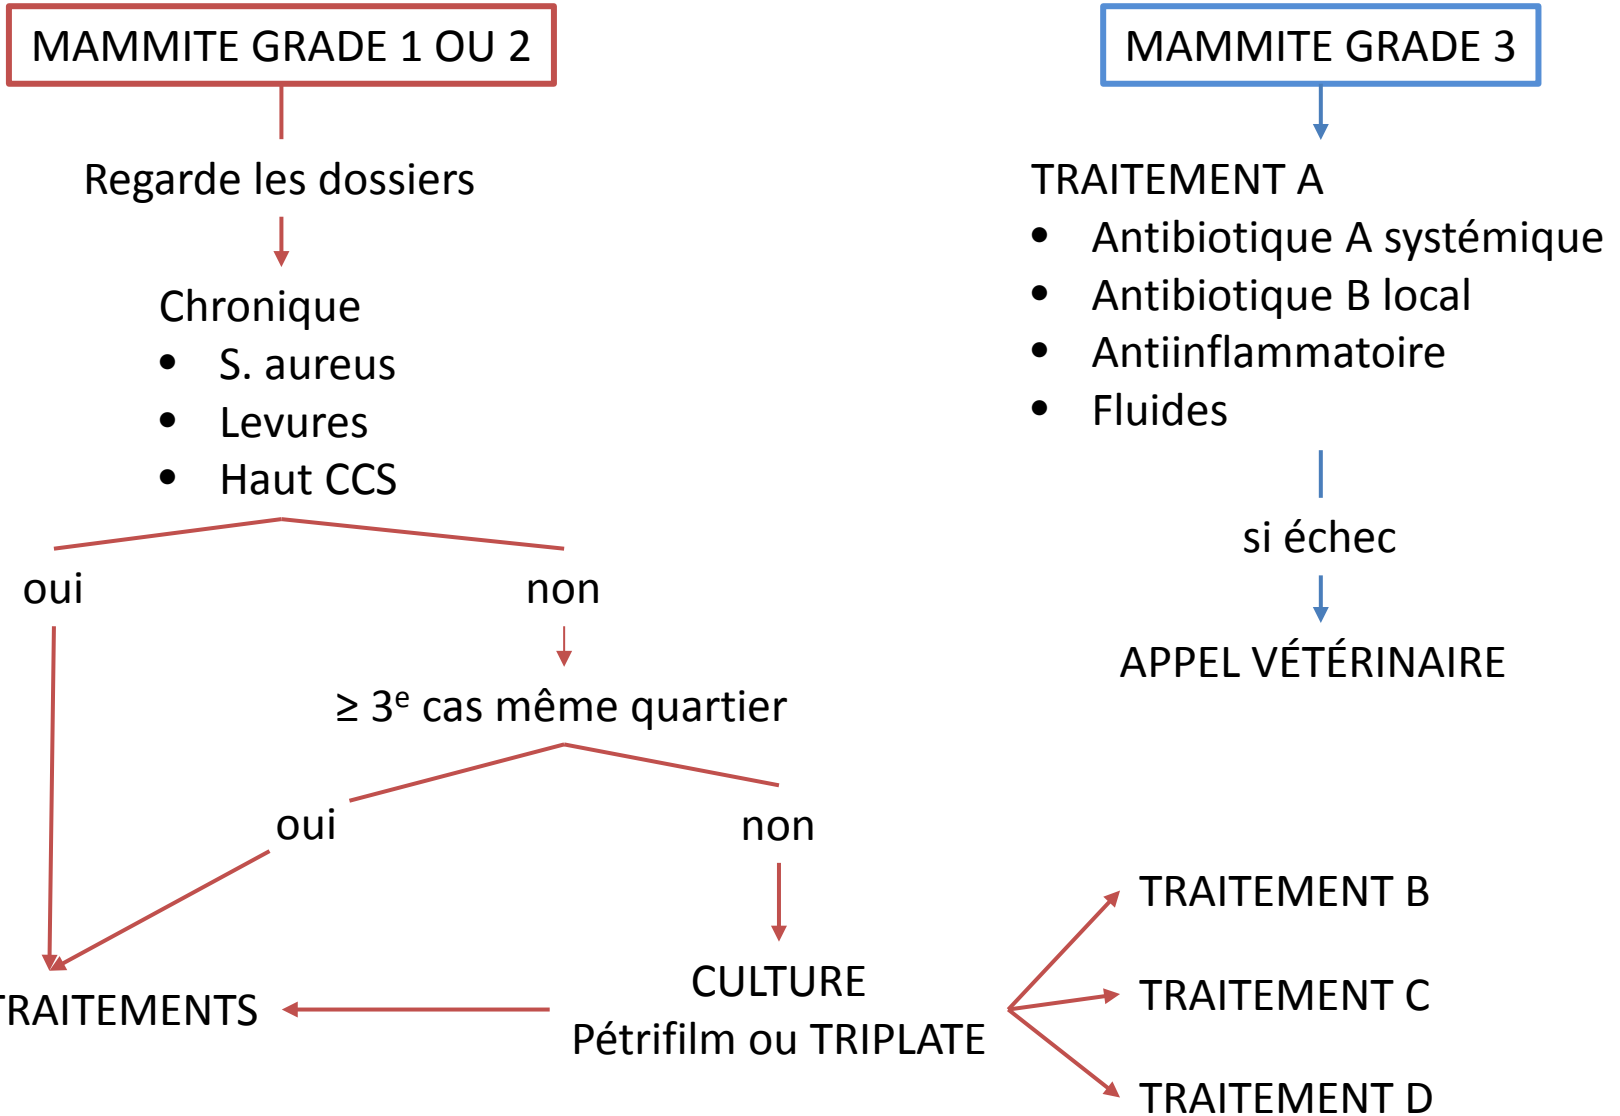 MAMMITE GRADE 1 OU 2
Regarde les dossiers
Chronique
• S. aureus
• Levures
• Haut CCS
oui
non
≥ 3e cas même quartier
oui
non
TRAITEMENTS
CULTURE
Pétrifilm ou TRIPLATE
TRAITEMENT B
TRAITEMENT C
TRAITEMENT D
MAMMITE GRADE 3
TRAITEMENT A
• Antibiotique A systémique
• Antibiotique B local
• Antiinflammatoire
• Fluides
si échec
APPEL VÉTÉRINAIRE